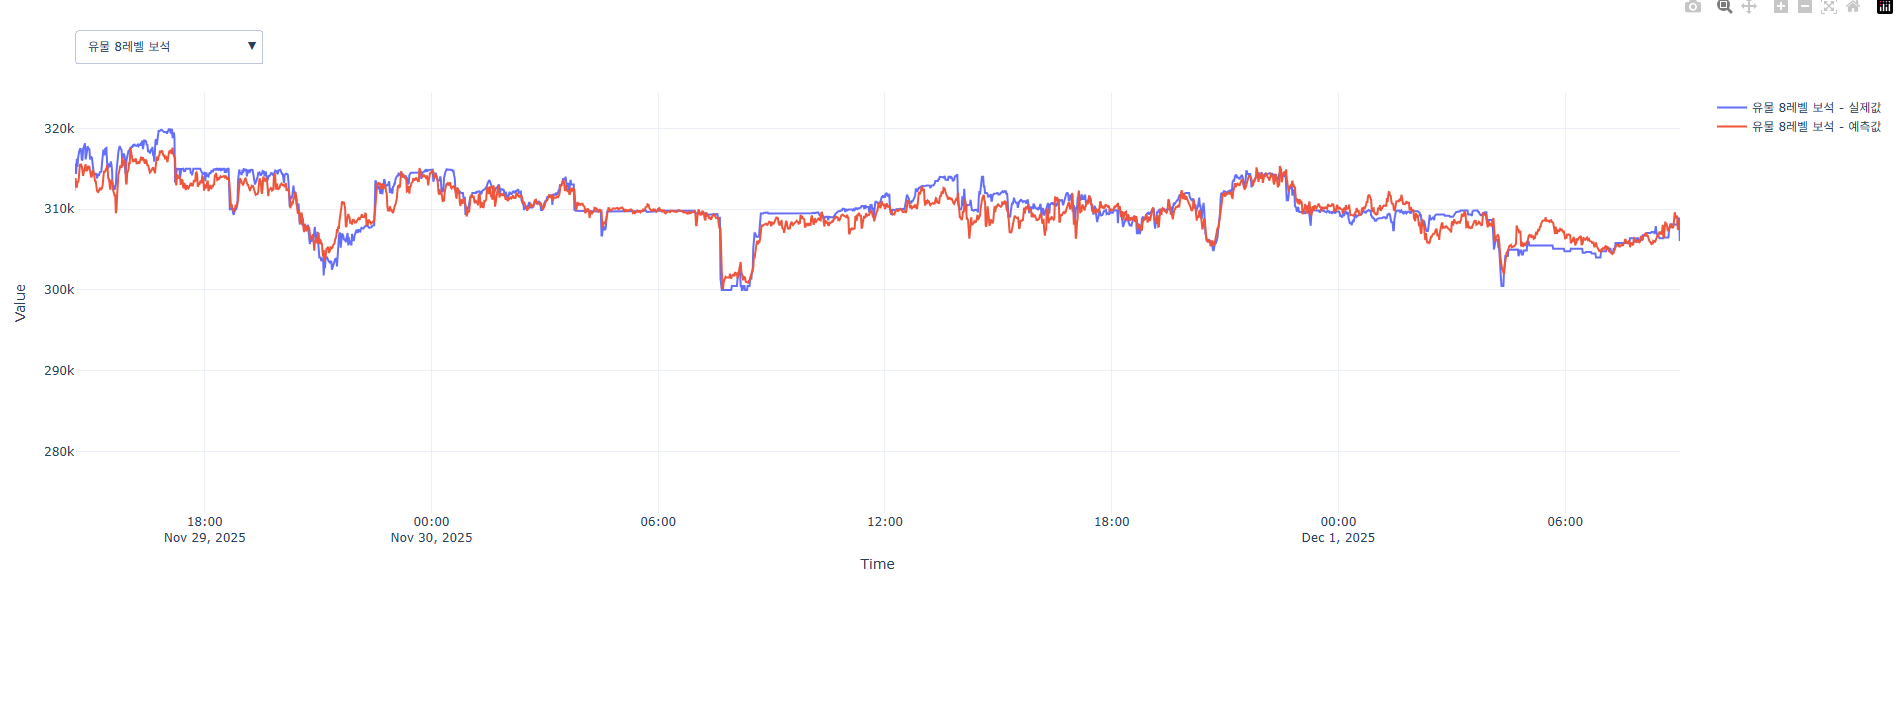 유물 8레벨 보석 ▼
유물 8레벨 보석 - 실제값
유물 8레벨 보석 - 예측값
320k
310k
300k
290k
280k
Value
18:00
Nov 29, 2025
00:00
Nov 30, 2025
06:00
12:00
18:00
00:00
Dec 1, 2025
06:00
Time